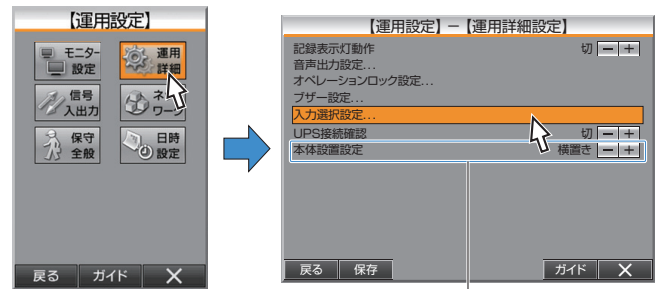 【運用設定】
モニター
設定
運用
詳細
信号
入出力
ネッ
ワーク
保守
全般
日時
設定
戻る ガイド ✕
【運用設定】－【運用詳細設定】
記録表示灯動作 切 － ＋
音声出力設定…
オペレーションロック設定…
ブザー設定…
入力選択設定…
UPS接続確認 切 － ＋
本体設置設定 横置き － ＋
戻る 保存 ガイド ✕